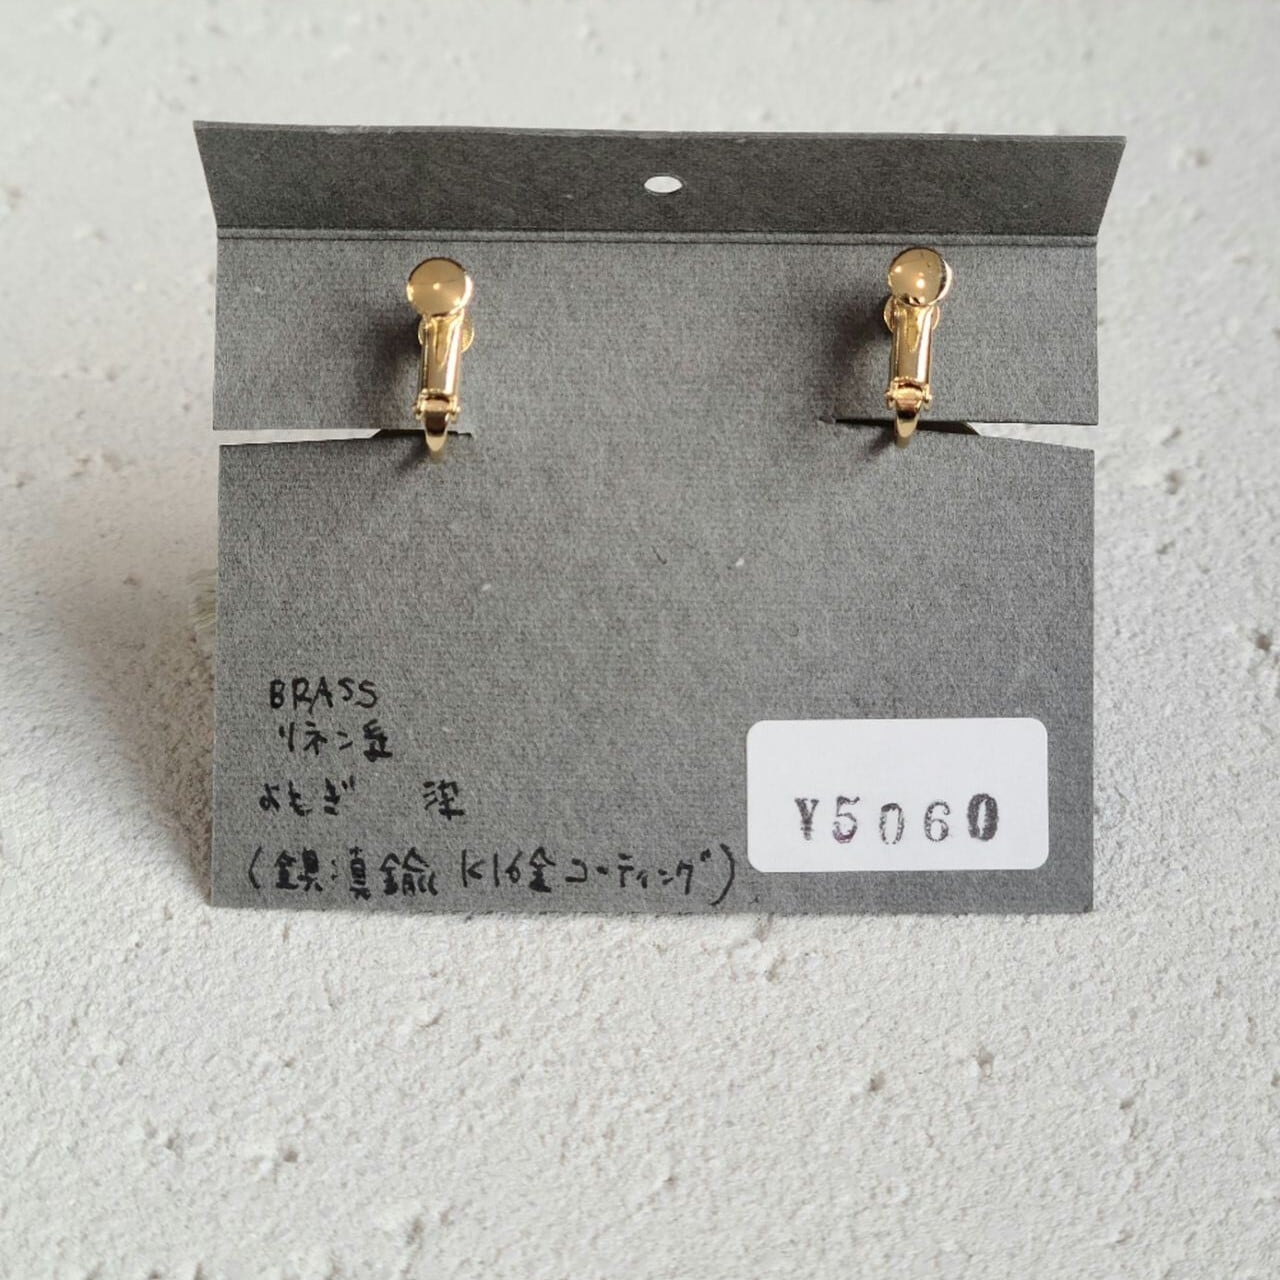 BRASS
リネン糸
よもぎ 染
(金具:真鍮 K16金コーティング)
¥5060